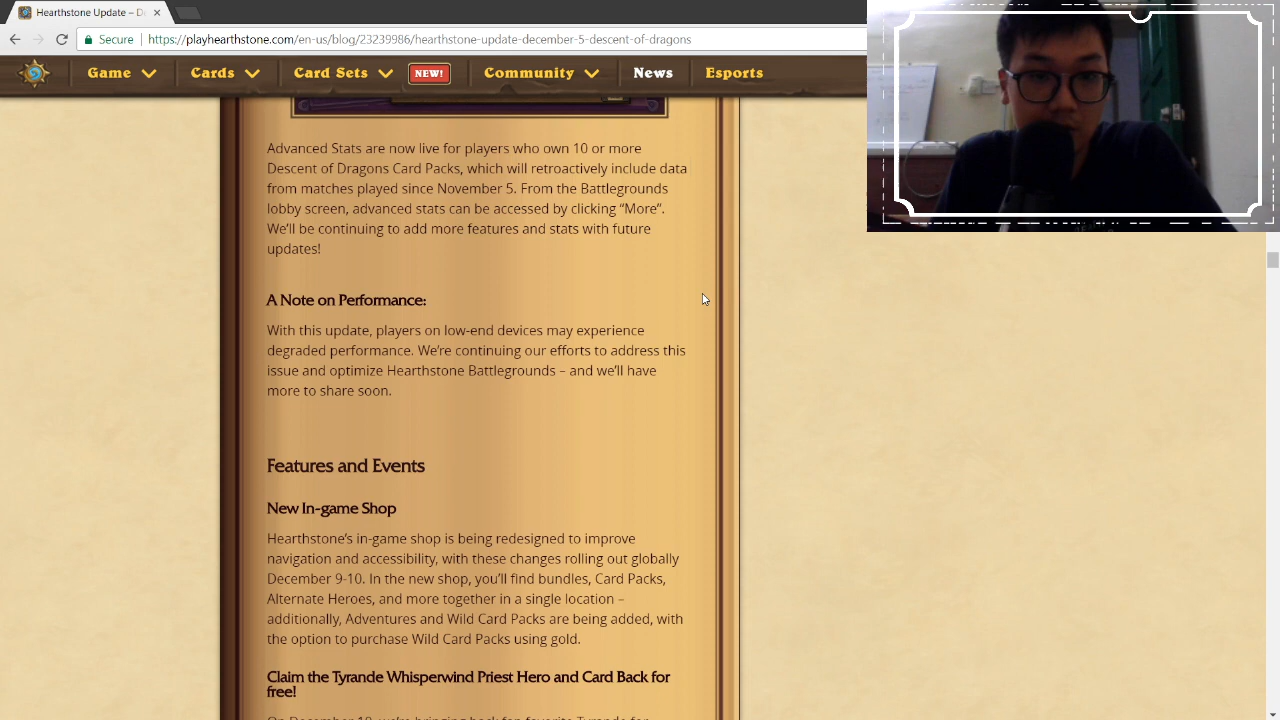 Hearthstone Update – D
Secure
https://playhearthstone.com/en-us/blog/23239986/hearthstone-update-december-5-descent-of-dragons
Game Cards Card Sets NEW! Community News Esports
Advanced Stats are now live for players who own 10 or more
Descent of Dragons Card Packs, which will retroactively include data
from matches played since November 5. From the Battlegrounds
lobby screen, advanced stats can be accessed by clicking “More”.
We’ll be continuing to add more features and stats with future
updates!
A Note on Performance:
With this update, players on low-end devices may experience
degraded performance. We’re continuing our efforts to address this
issue and optimize Hearthstone Battlegrounds – and we’ll have
more to share soon.
Features and Events
New In-game Shop
Hearthstone’s in-game shop is being redesigned to improve
navigation and accessibility, with these changes rolling out globally
December 9-10. In the new shop, you’ll find bundles, Card Packs,
Alternate Heroes, and more together in a single location –
additionally, Adventures and Wild Card Packs are being added, with
the option to purchase Wild Card Packs using gold.
Claim the Tyrande Whisperwind Priest Hero and Card Back for
free!